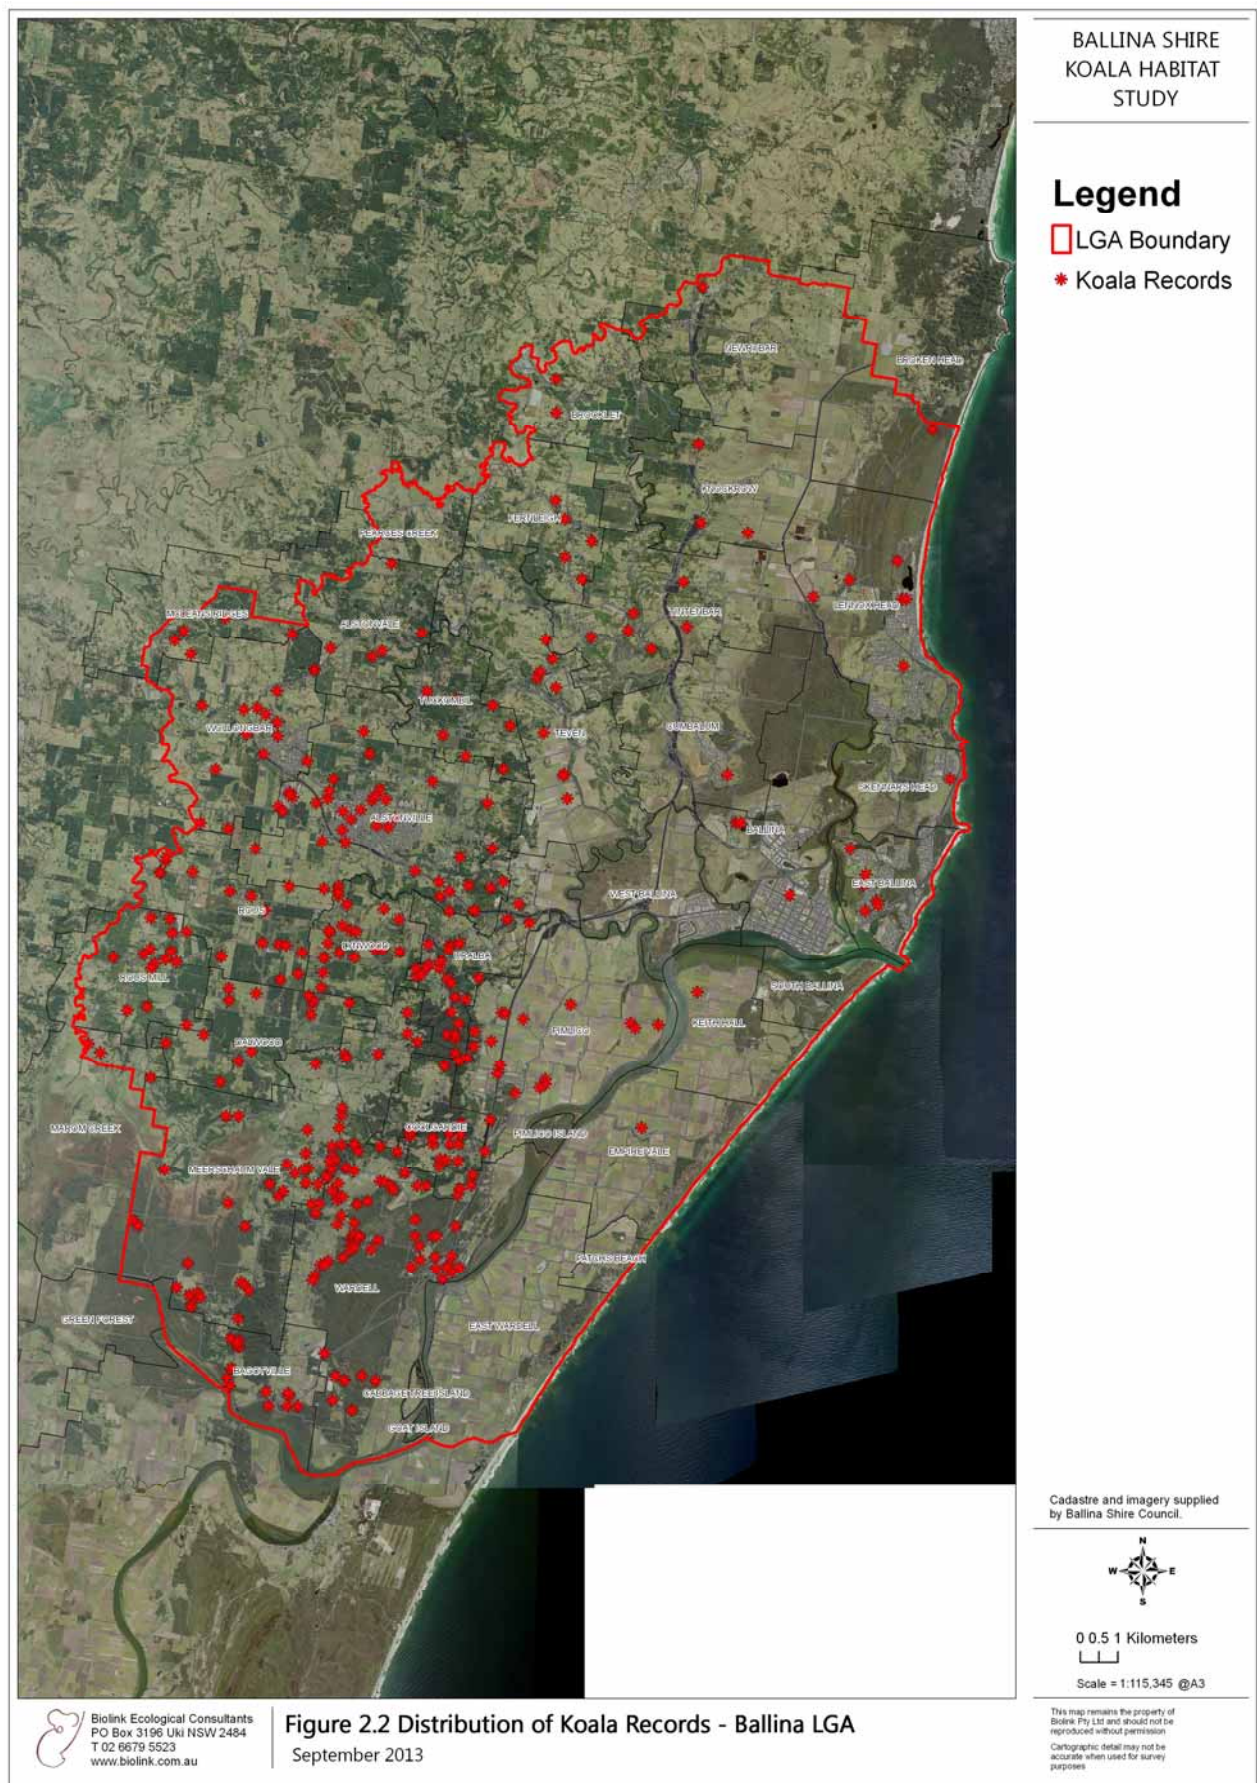 BALLINA SHIRE
KOALA HABITAT
STUDY
Legend
LGA Boundary
Koala Records
NEWRYBAR
BROKEN HEAD
BROOKLET
KNOCKROW
FERNLEIGH
PEARCES CREEK
MCLEANS RIDGES
ALSTONVALE
TINTENBAR
LENNOX HEAD
TUCKOMBIL
WOLLONGBAR
TEVEN
CUMBALUM
SKENNARS HEAD
ALSTONVILLE
BALLINA
EAST BALLINA
WEST BALLINA
ROUS
LYNWOOD
URALBA
ROUS MILL
SOUTH BALLINA
PIMLICO
KEITH HALL
DALWOOD
MAROM CREEK
COOLGARDIE
PIMLICO ISLAND
EMPIRE VALE
MEERSCHAUM VALE
PATCHS BEACH
WARDELL
GREEN FOREST
EAST WARDELL
BAGOTVILLE
CABBAGE TREE ISLAND
GOAT ISLAND
Cadastre and imagery supplied
by Ballina Shire Council.
N
W E
S
0 0.5 1 Kilometers
Scale = 1:115,345 @A3
This map remains the property of
Biolink Pty Ltd and should not be
reproduced without permission
Cartographic detail may not be
accurate when used for survey
purposes
Biolink Ecological Consultants
PO Box 3196 Uki NSW 2484
T 02 6679 5523
www.biolink.com.au
Figure 2.2 Distribution of Koala Records - Ballina LGA
September 2013